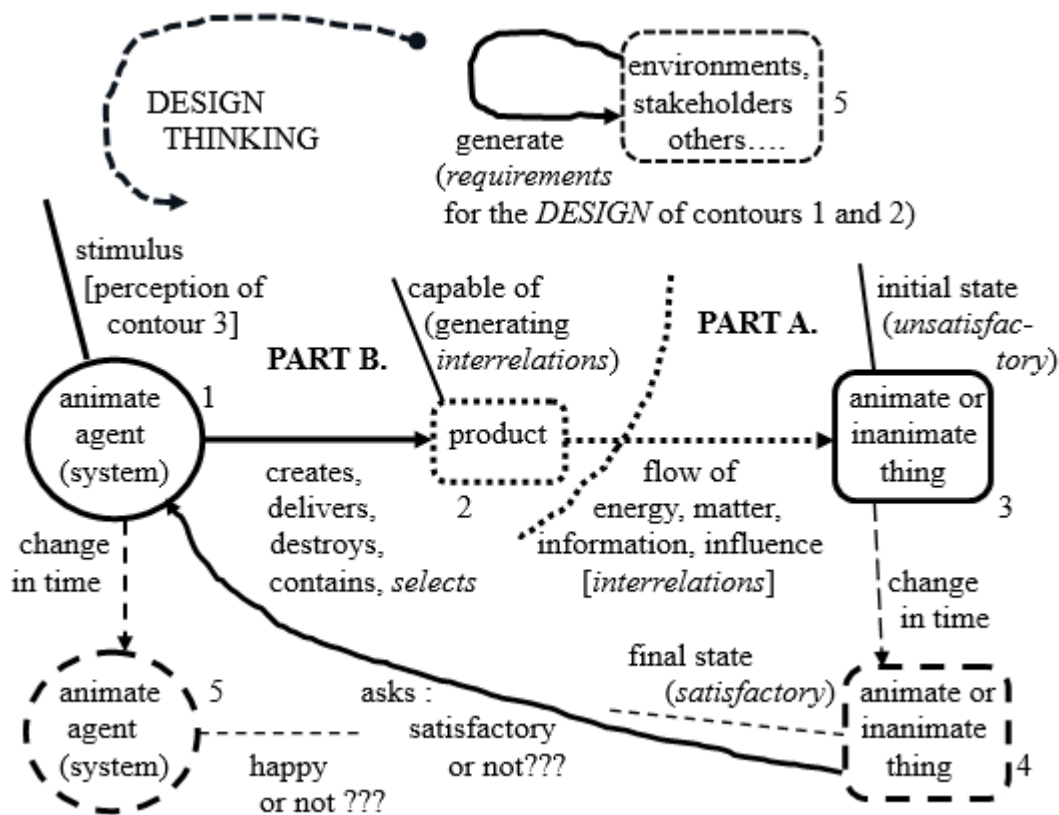 DESIGN
THINKING
environments,
stakeholders
others....
5
generate
(requirements
for the DESIGN of contours 1 and 2)
stimulus
[perception of
contour 3]
PART B.
capable of
(generating
interrelations)
PART A.
initial state
(unsatisfac-
tory)
animate
agent
(system)
1
creates,
delivers,
destroys,
contains, selects
product
2
flow of
energy, matter,
information, influence
[interrelations]
animate or
inanimate
thing
3
change
in time
change
in time
animate
agent
(system)
5
happy
or not ???
asks :
satisfactory
or not???
final state
(satisfactory)
animate or
inanimate
thing
4